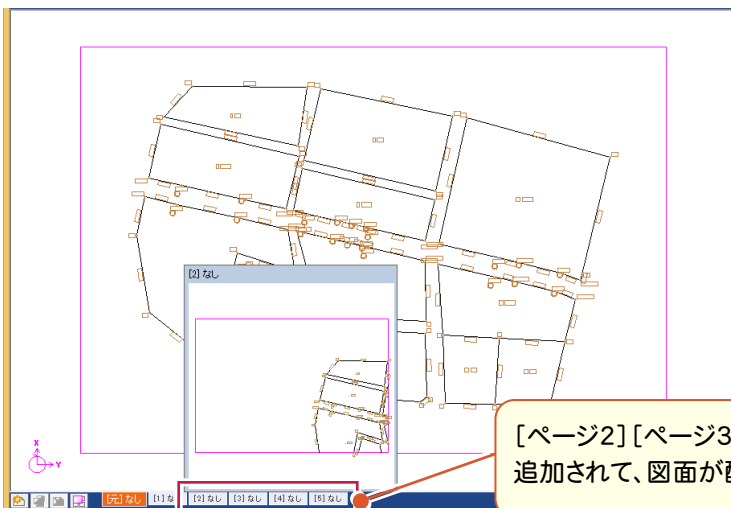 [2] なし
[ページ2][ページ3
追加されて、図面が
X
Y
[元] なし [1] な [2] なし [3] なし [4] なし [5] なし